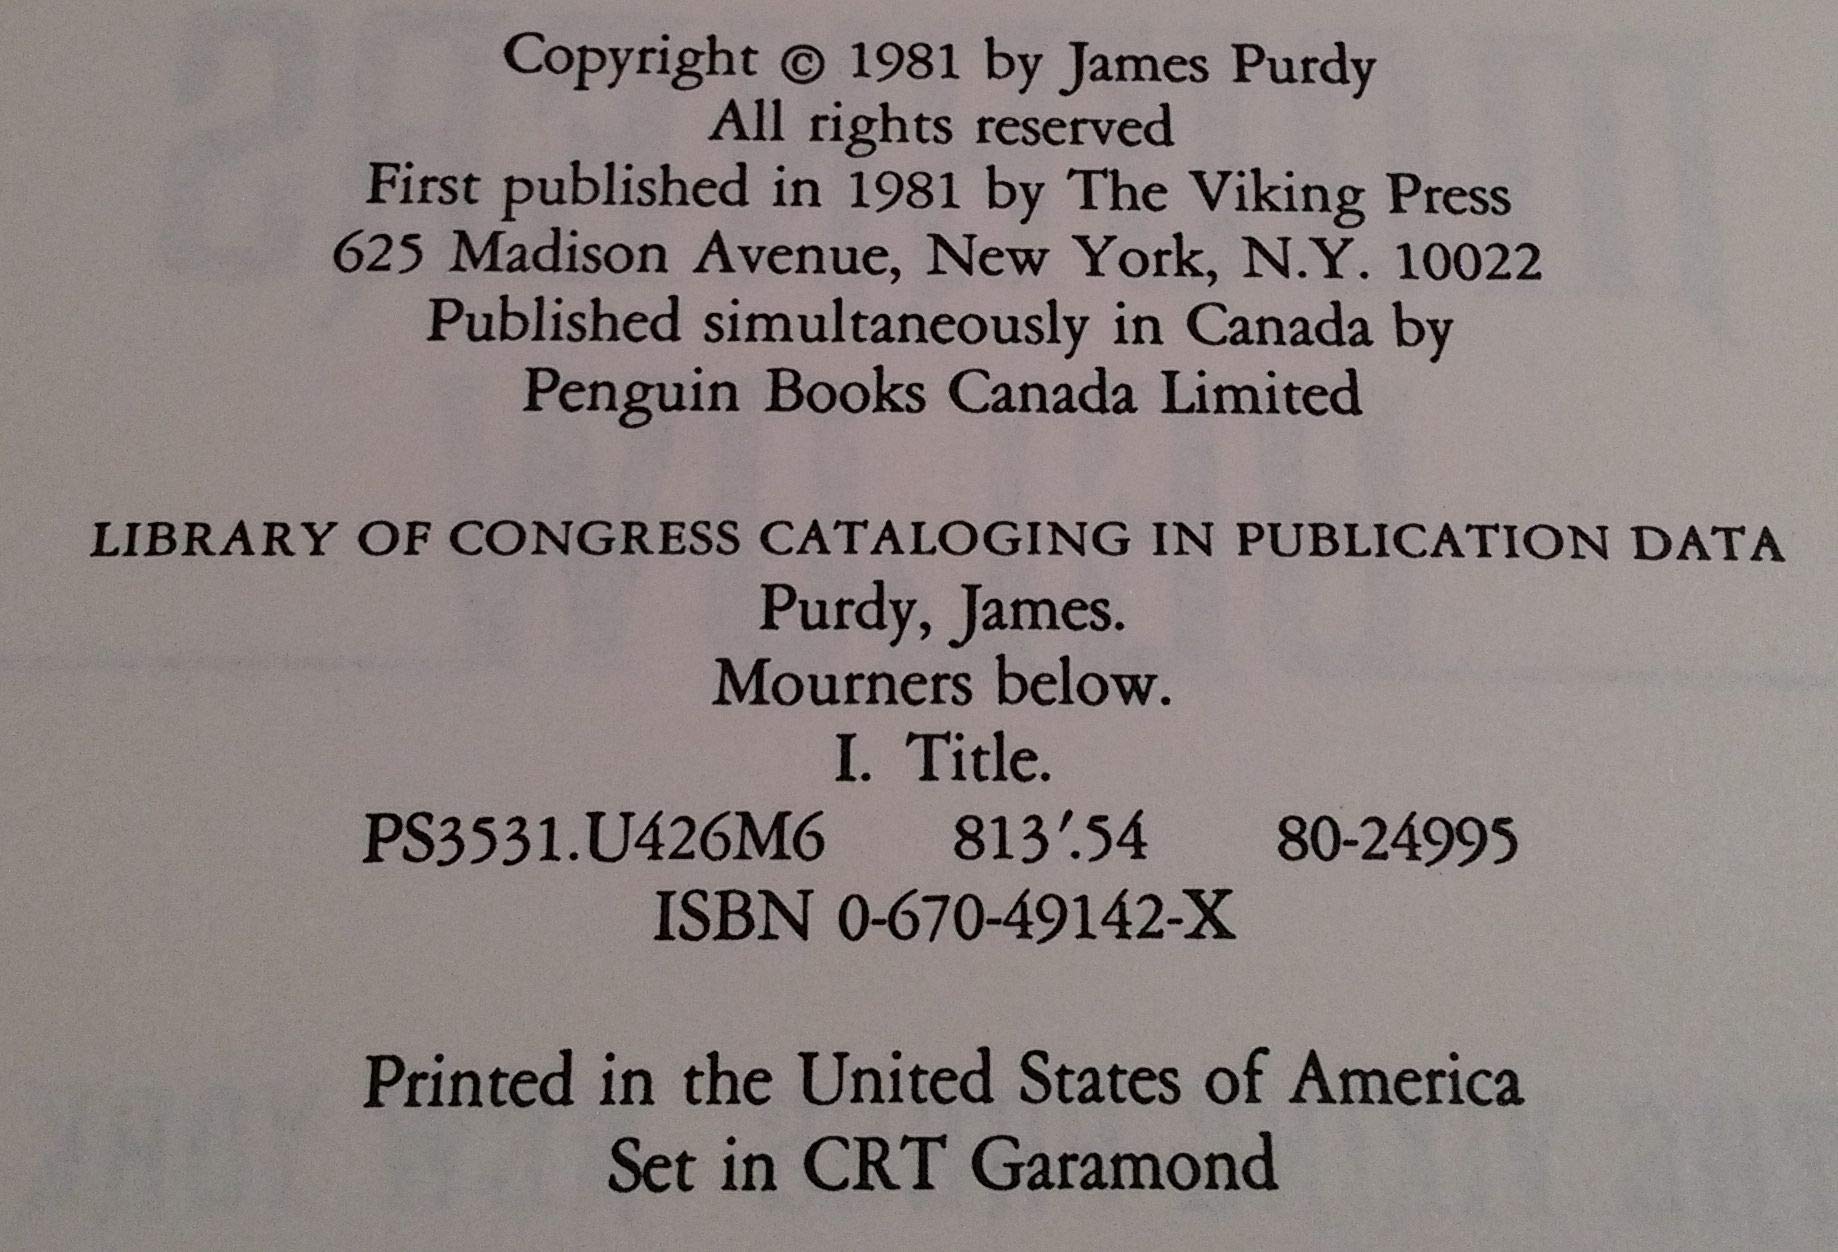 Copyright © 1981 by James Purdy
All rights reserved
First published in 1981 by The Viking Press
625 Madison Avenue, New York, N.Y. 10022
Published simultaneously in Canada by
Penguin Books Canada Limited
LIBRARY OF CONGRESS CATALOGING IN PUBLICATION DATA
Purdy, James.
Mourners below.
I. Title.
PS3531.U426M6 813′.54 80-24995
ISBN 0-670-49142-X
Printed in the United States of America
Set in CRT Garamond